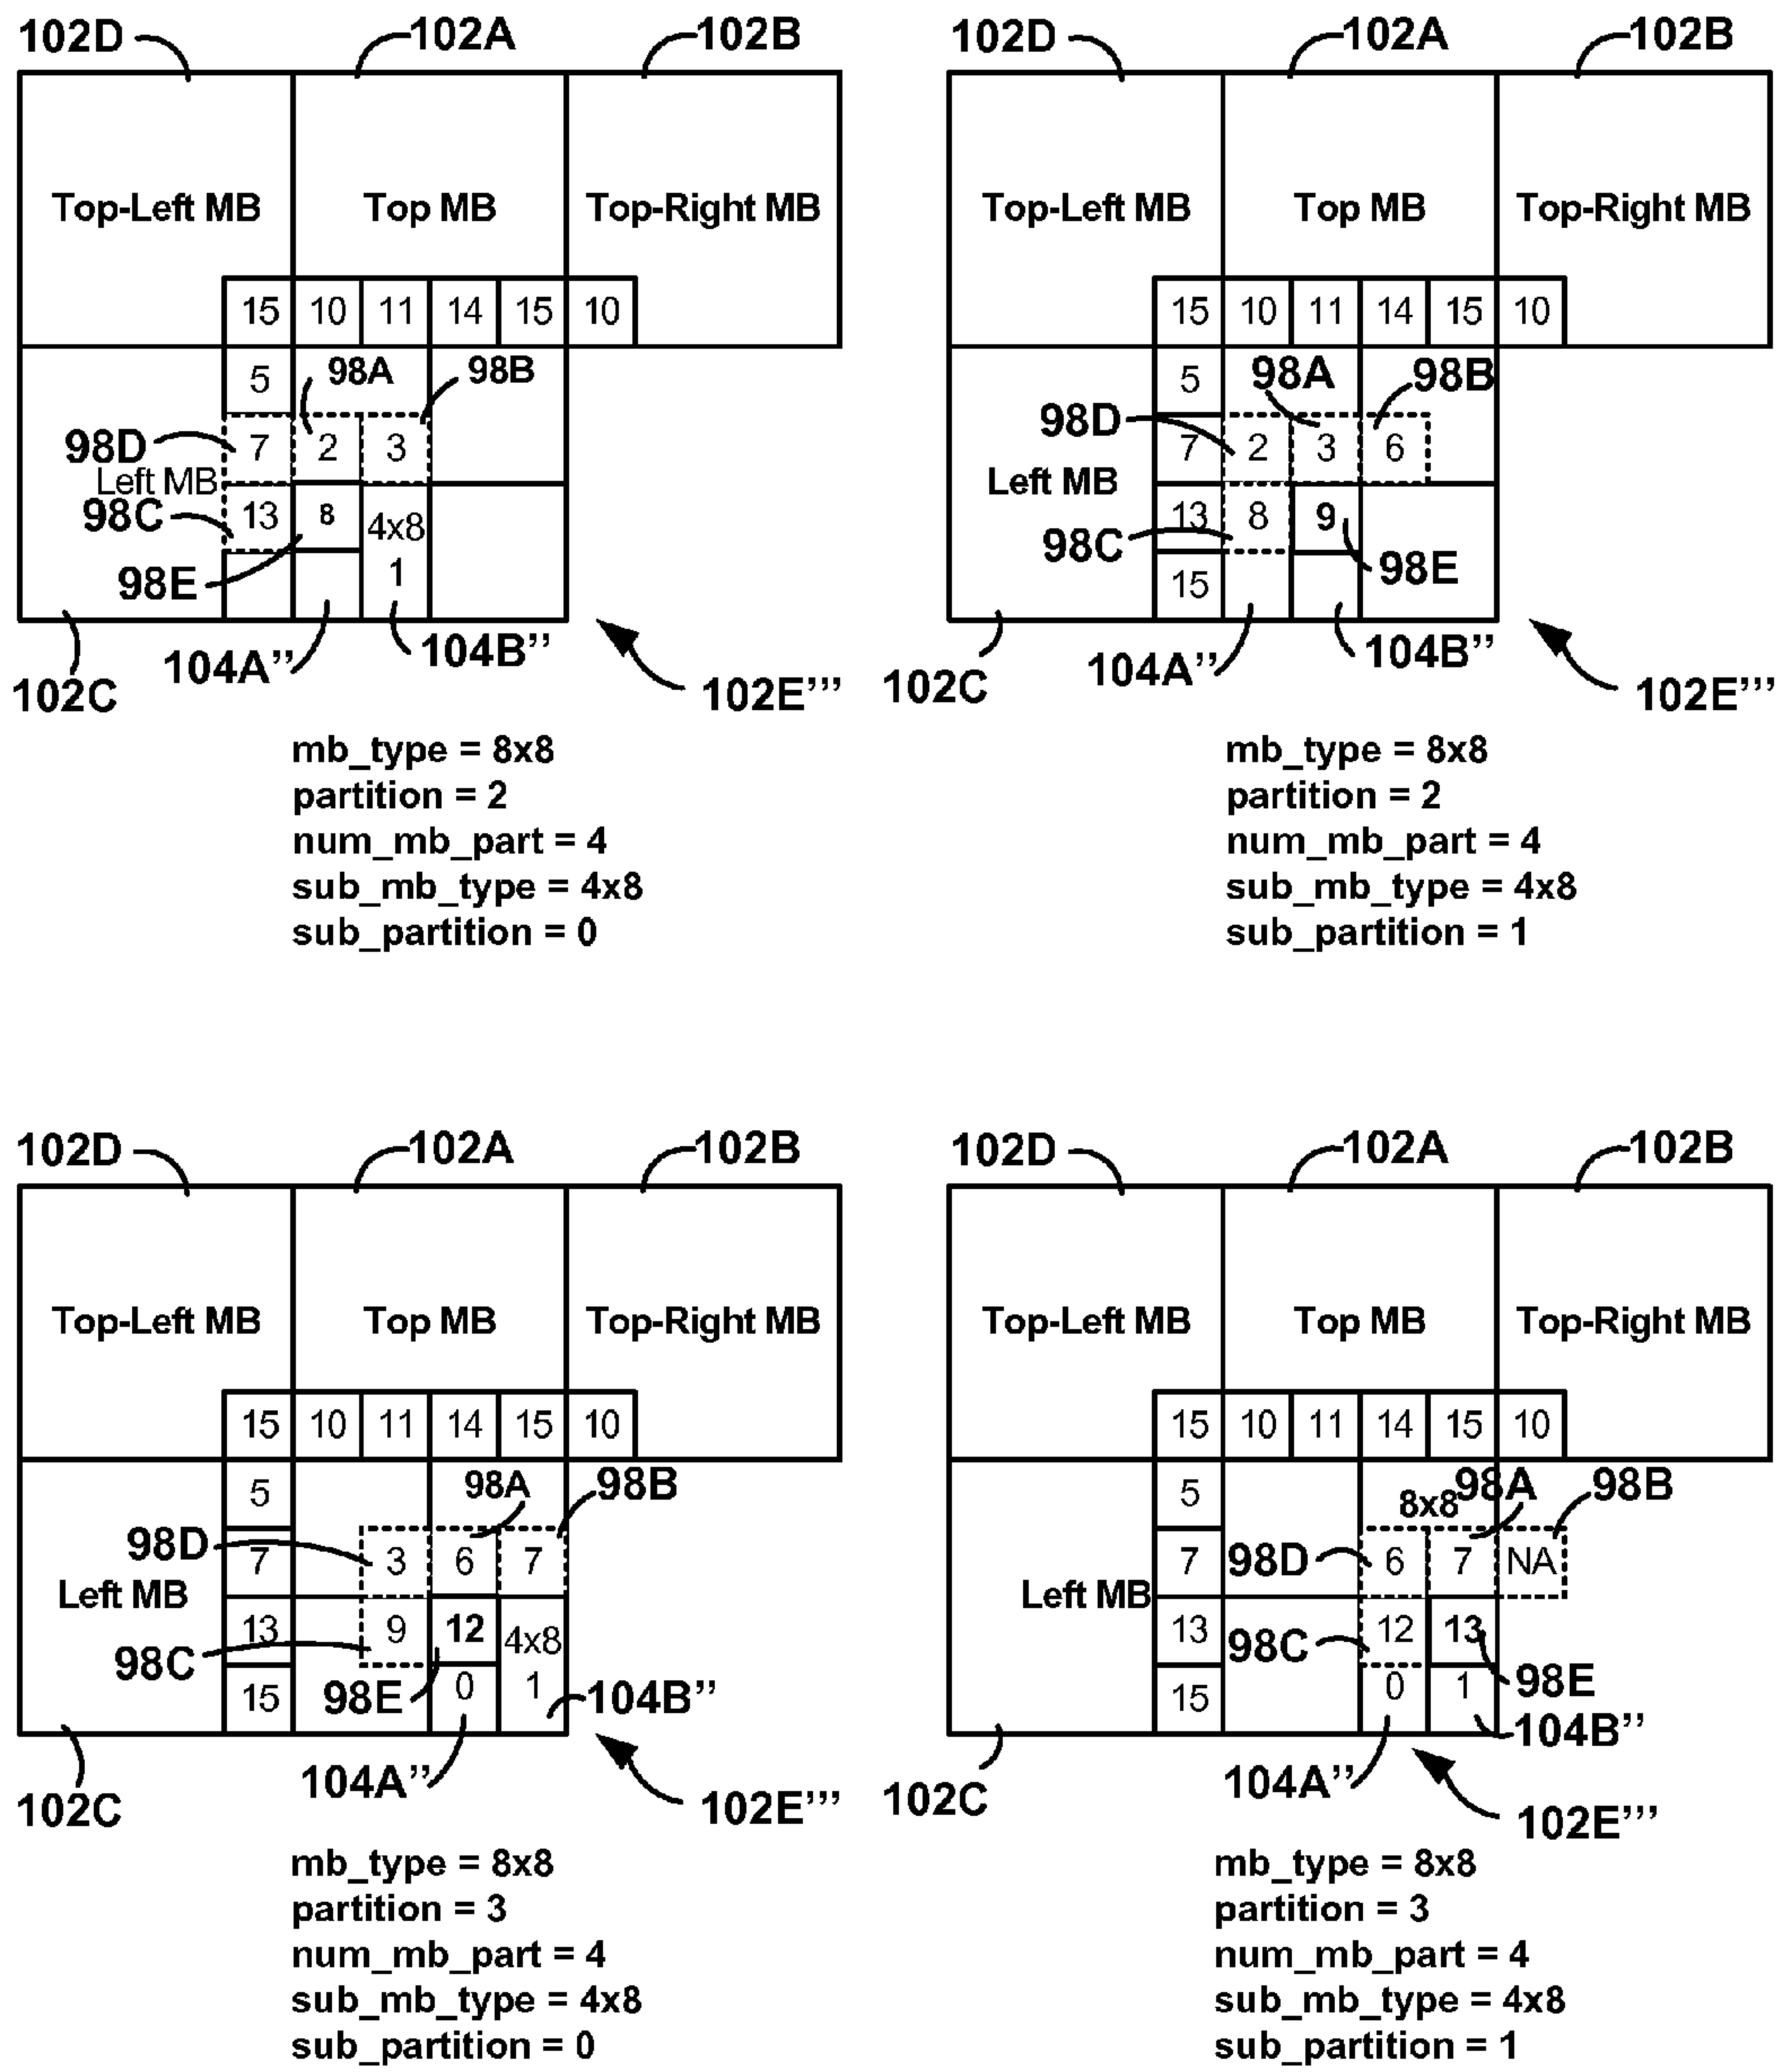 102D 102A 102B
Top-Left MB Top MB Top-Right MB
15 10 11 14 15 10
5 98A 98B
98D 7 2 3
Left MB
98C 13 8 4x8
98E 1
104A’’ 104B’’
102C 102E’’’
mb_type = 8x8
partition = 2
num_mb_part = 4
sub_mb_type = 4x8
sub_partition = 0
102D 102A 102B
Top-Left MB Top MB Top-Right MB
15 10 11 14 15 10
5 98A 98B
98D 7 2 3 6
Left MB
13 8 9
98C 98E
15
104A’’ 104B’’
102C 102E’’’
mb_type = 8x8
partition = 2
num_mb_part = 4
sub_mb_type = 4x8
sub_partition = 1
102D 102A 102B
Top-Left MB Top MB Top-Right MB
15 10 11 14 15 10
5 98A 98B
98D 7 3 6 7
Left MB
13 9 12 4x8
98C
15 98E 0 1 104B’’
104A’’
102C 102E’’’
mb_type = 8x8
partition = 3
num_mb_part = 4
sub_mb_type = 4x8
sub_partition = 0
102D 102A 102B
Top-Left MB Top MB Top-Right MB
15 10 11 14 15 10
5 8x8 98A 98B
7 98D 6 7 NA
Left MB
13 98C 12 13
15 0 1 98E
104B’’
104A’’
102C 102E’’’
mb_type = 8x8
partition = 3
num_mb_part = 4
sub_mb_type = 4x8
sub_partition = 1